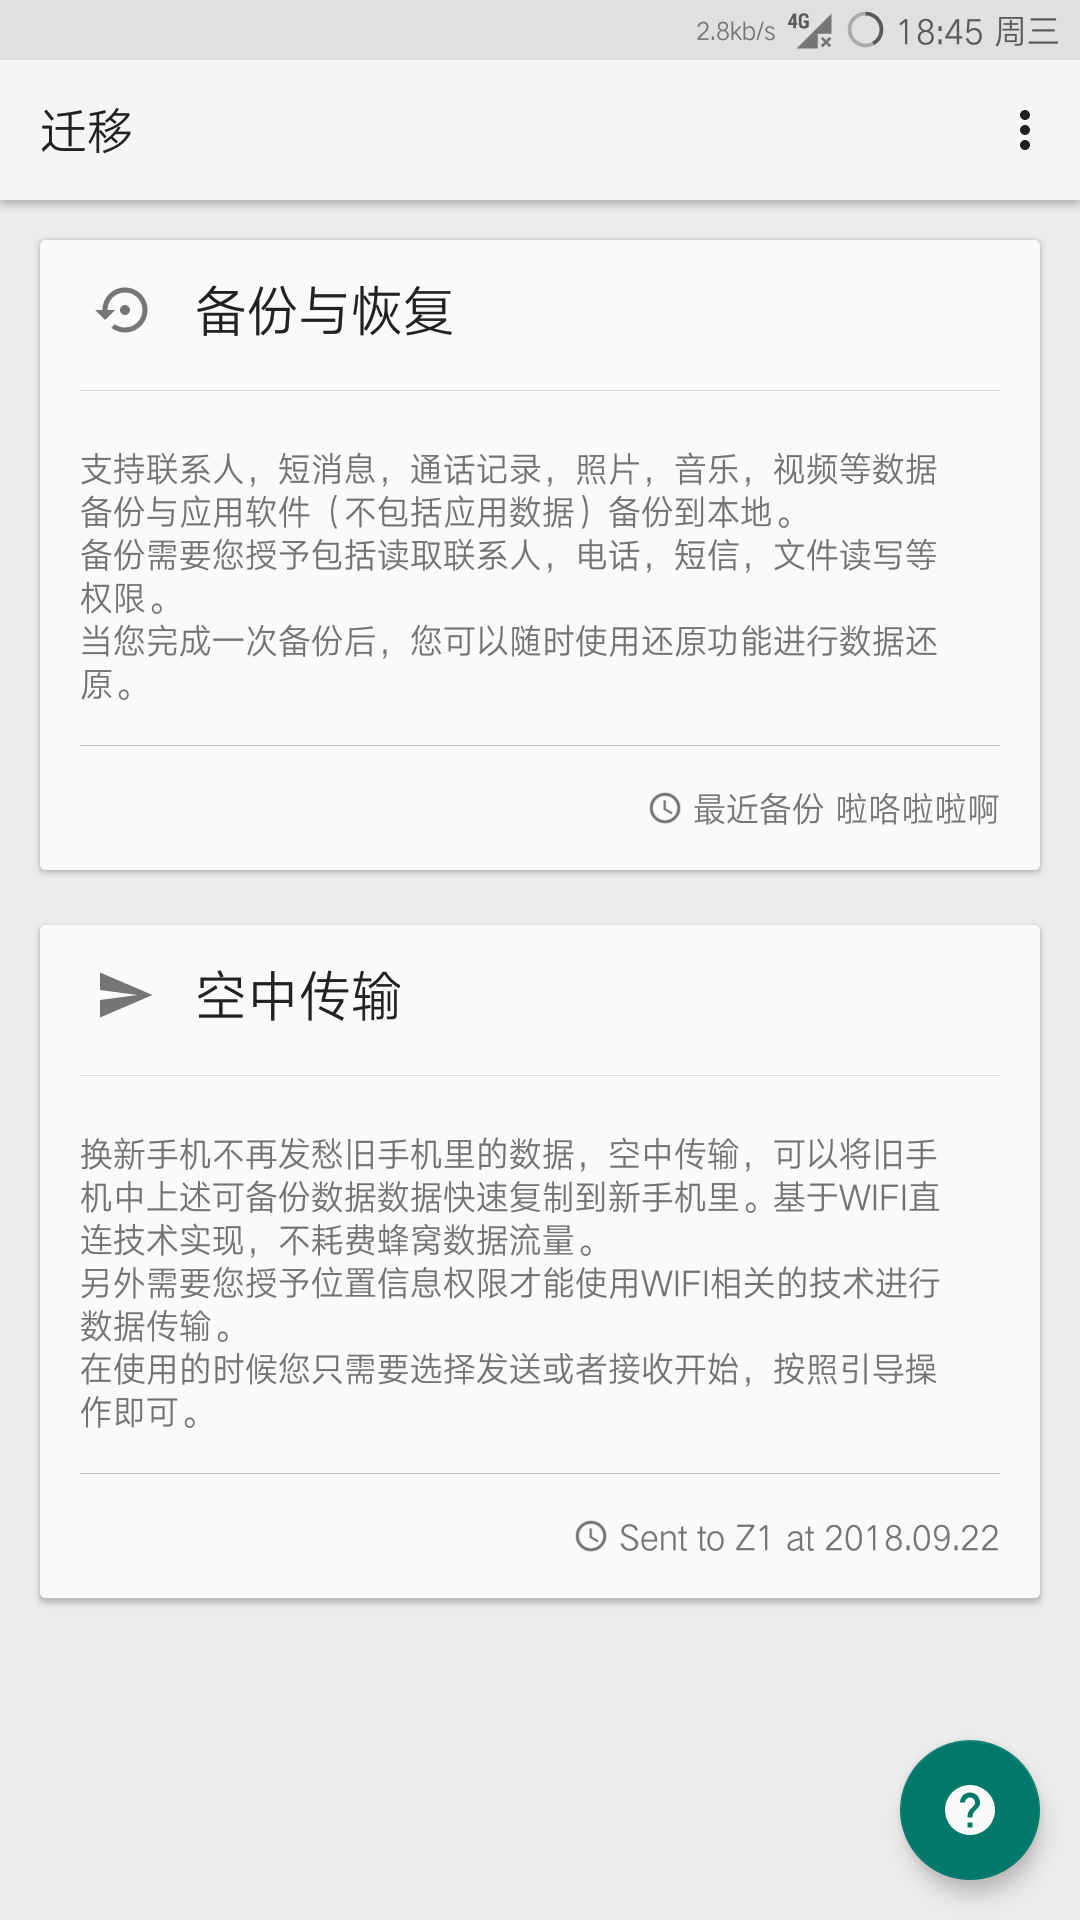 2.8kb/s 4G 18:45 周三
迁移
备份与恢复
支持联系人，短消息，通话记录，照片，音乐，视频等数据
备份与应用软件（不包括应用数据）备份到本地。
备份需要您授予包括读取联系人，电话，短信，文件读写等
权限。
当您完成一次备份后，您可以随时使用还原功能进行数据还
原。
最近备份 啦咯啦啦啊
空中传输
换新手机不再发愁旧手机里的数据，空中传输，可以将旧手
机中上述可备份数据数据快速复制到新手机里。基于WIFI直
连技术实现，不耗费蜂窝数据流量。
另外需要您授予位置信息权限才能使用WIFI相关的技术进行
数据传输。
在使用的时候您只需要选择发送或者接收开始，按照引导操
作即可。
Sent to Z1 at 2018.09.22